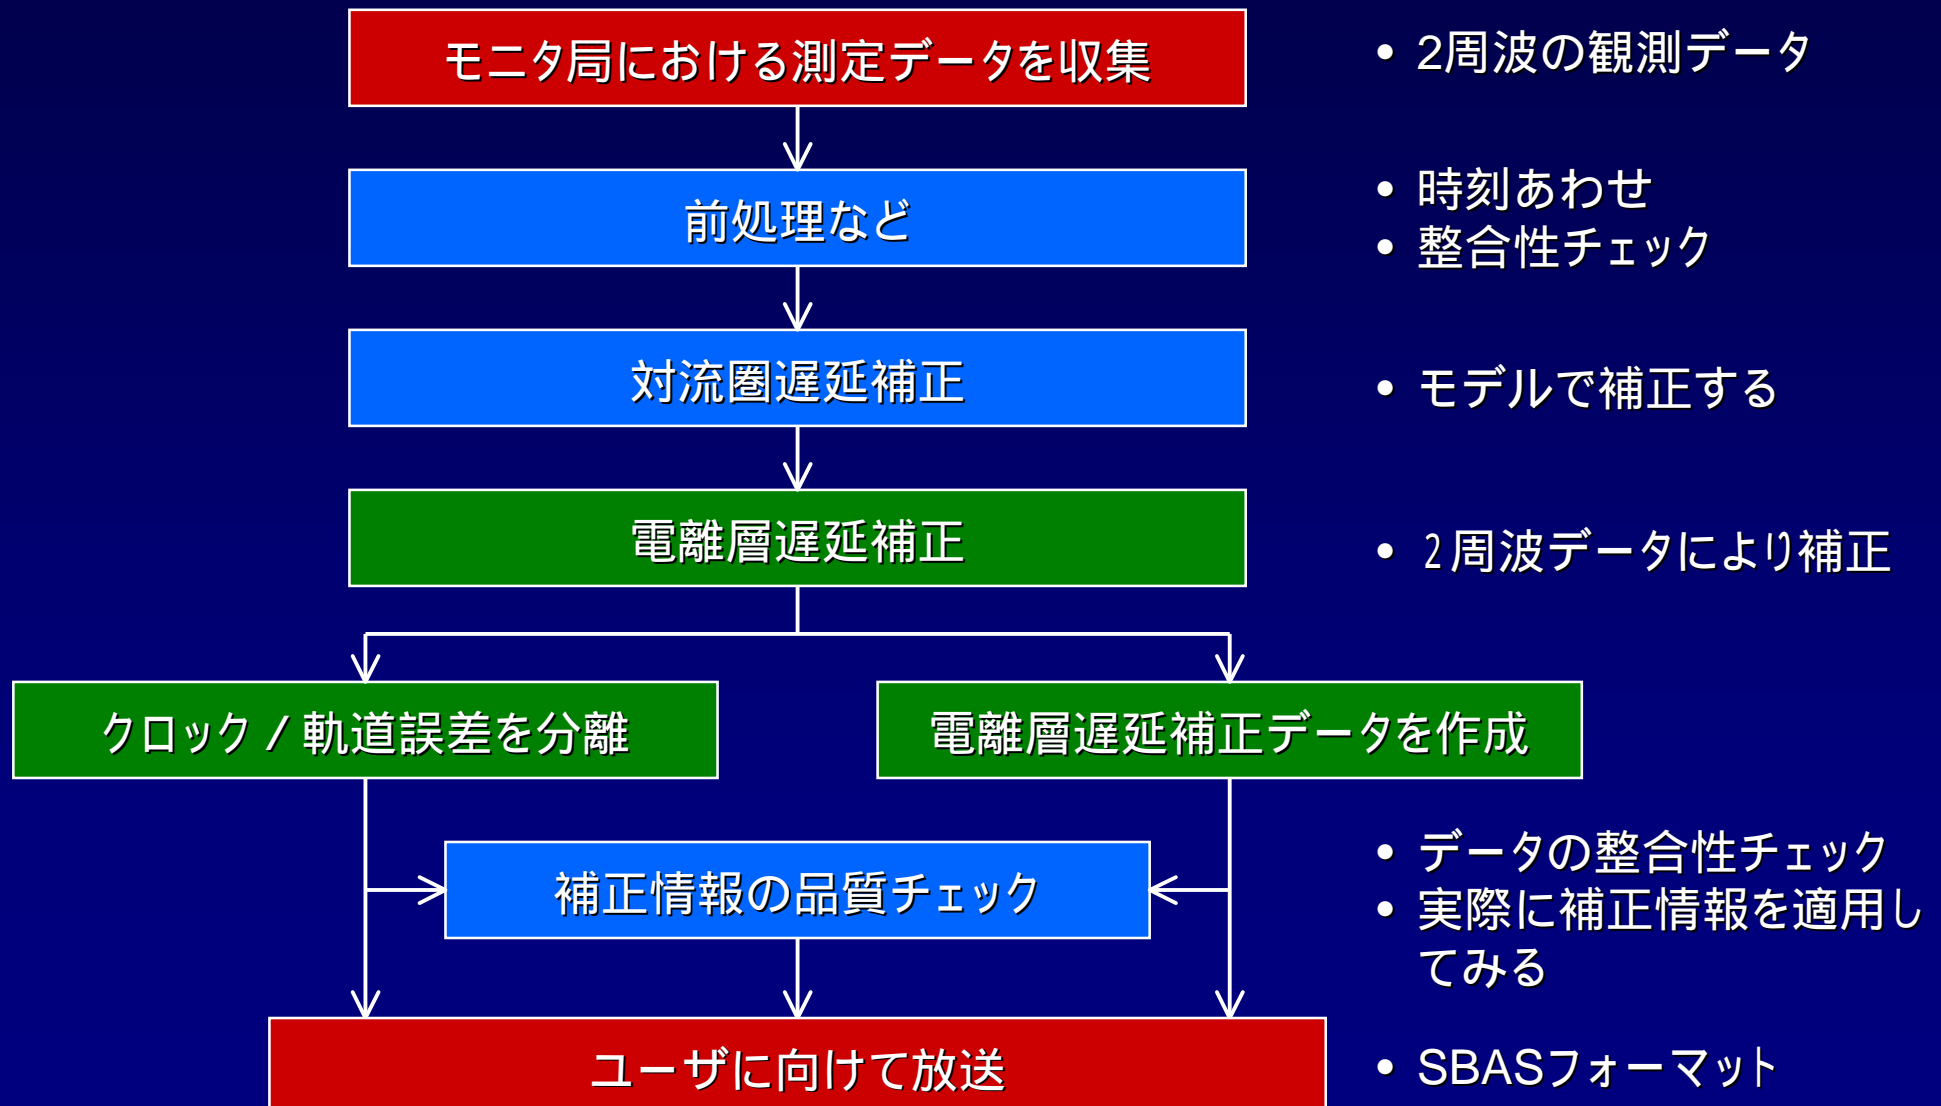 モニタ局における測定データを収集
• 2周波の観測データ
前処理など
• 時刻あわせ
• 整合性チェック
対流圏遅延補正
• モデルで補正する
電離層遅延補正
• 2周波データにより補正
クロック/軌道誤差を分離
電離層遅延補正データを作成
補正情報の品質チェック
• データの整合性チェック
• 実際に補正情報を適用し
てみる
ユーザに向けて放送
• SBASフォーマット